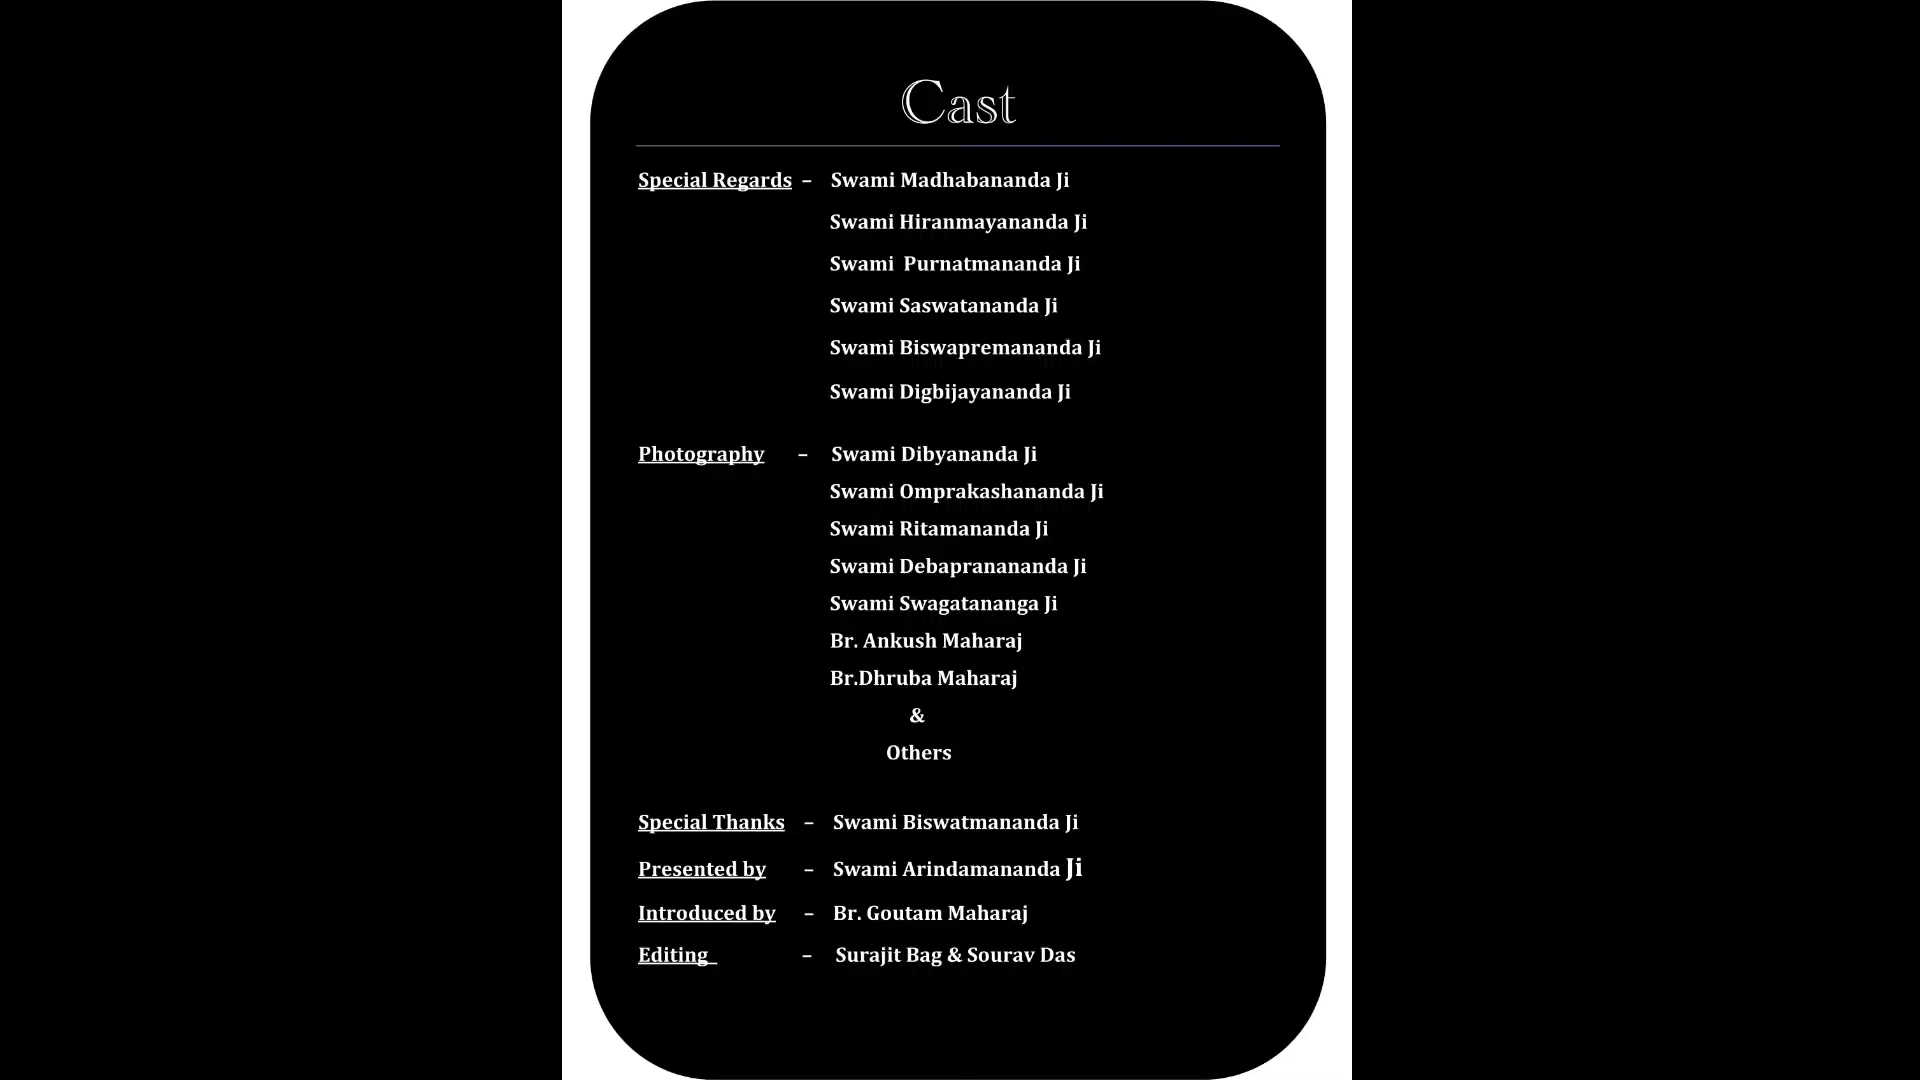 Cast
Special Regards – Swami Madhabananda Ji
Swami Hiranmayananda Ji
Swami Purnatmananda Ji
Swami Saswatananda Ji
Swami Biswapremananda Ji
Swami Digbijayananda Ji
Photography – Swami Dibyananda Ji
Swami Omprakashananda Ji
Swami Ritamananda Ji
Swami Debapranananda Ji
Swami Swagatananga Ji
Br. Ankush Maharaj
Br.Dhruba Maharaj
&
Others
Special Thanks – Swami Biswatmananda Ji
Presented by – Swami Arindamananda Ji
Introduced by – Br. Goutam Maharaj
Editing – Surajit Bag & Sourav Das